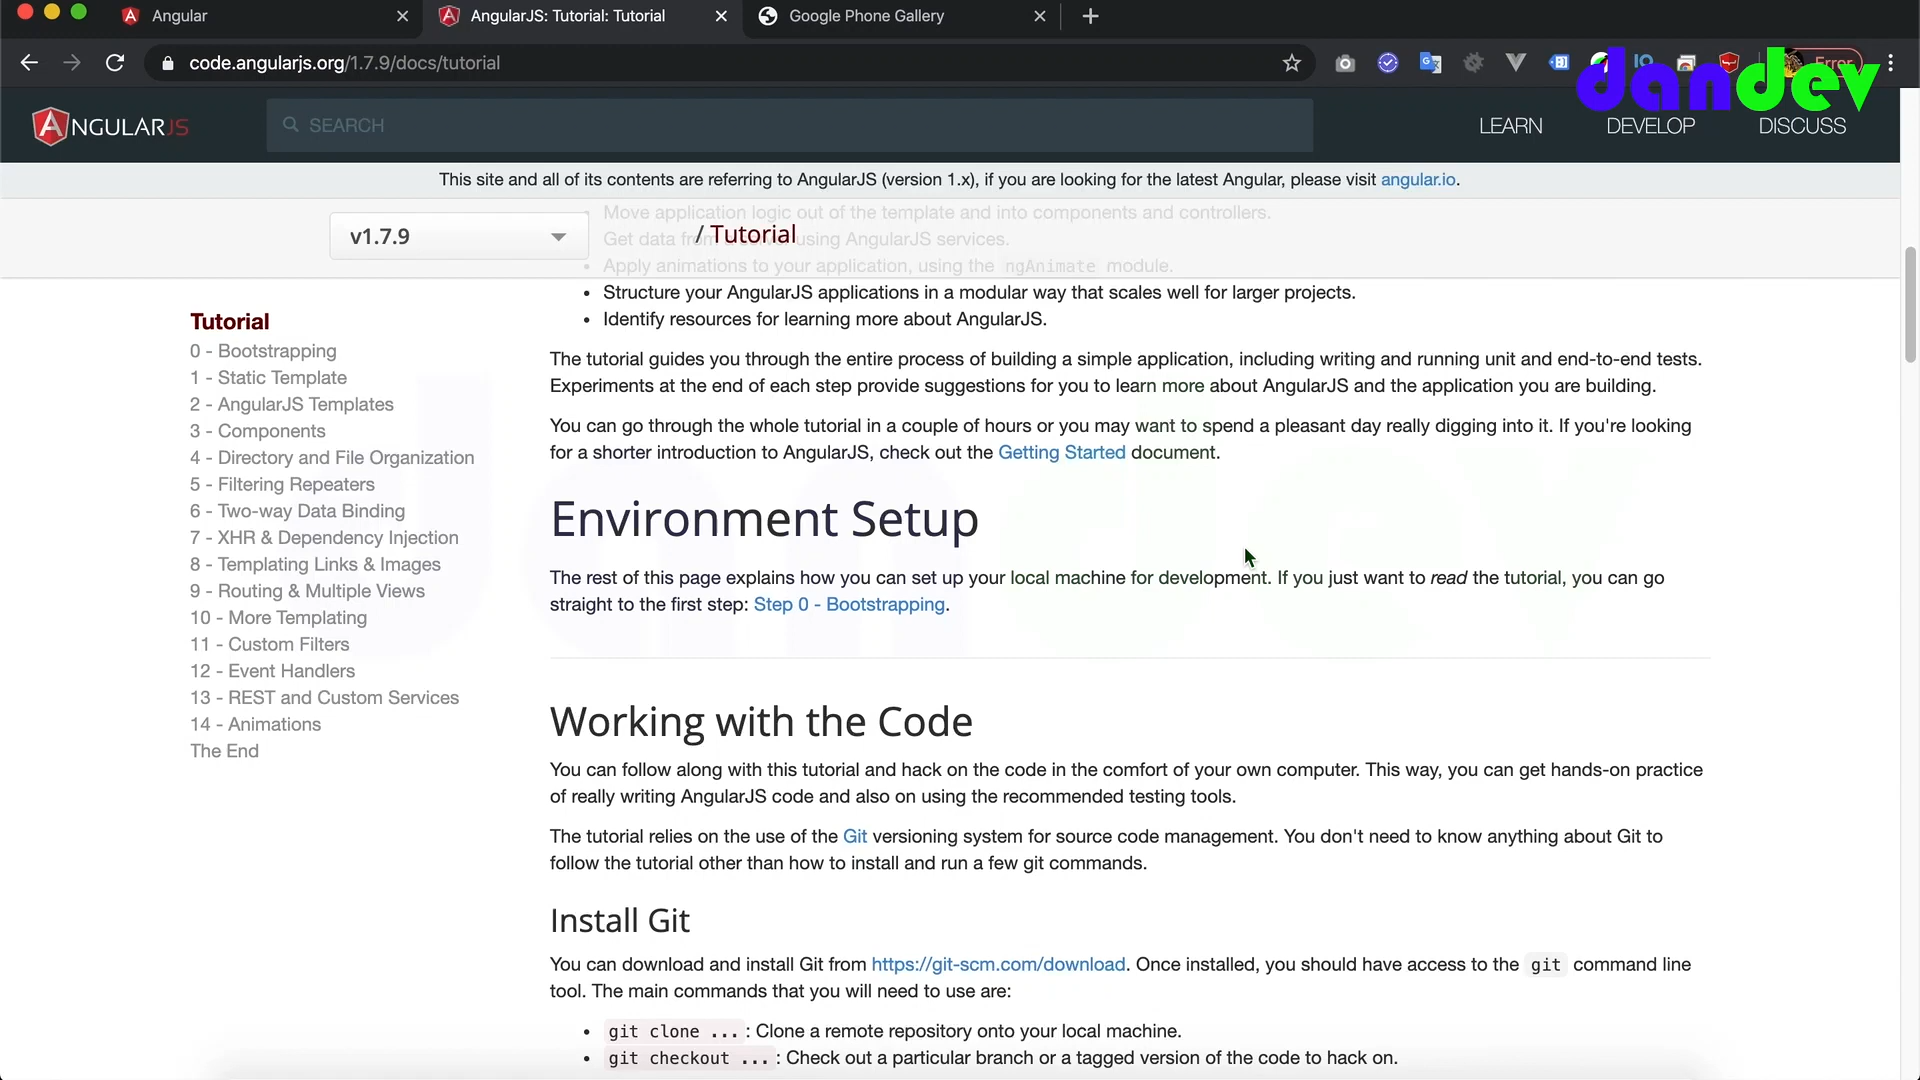 Angular
AngularJS: Tutorial: Tutorial
Google Phone Gallery
code.angularjs.org/1.7.9/docs/tutorial
Error
dandev
ANGULARJS
SEARCH
LEARN
DEVELOP
DISCUSS
This site and all of its contents are referring to AngularJS (version 1.x), if you are looking for the latest Angular, please visit angular.io.
Move application logic out of the template and into components and controllers.
v1.7.9
/ Tutorial
Get data from a server using AngularJS services.
Apply animations to your application, using the ngAnimate module.
Structure your AngularJS applications in a modular way that scales well for larger projects.
Identify resources for learning more about AngularJS.
Tutorial
0 - Bootstrapping
1 - Static Template
2 - AngularJS Templates
3 - Components
4 - Directory and File Organization
5 - Filtering Repeaters
6 - Two-way Data Binding
7 - XHR & Dependency Injection
8 - Templating Links & Images
9 - Routing & Multiple Views
10 - More Templating
11 - Custom Filters
12 - Event Handlers
13 - REST and Custom Services
14 - Animations
The End
The tutorial guides you through the entire process of building a simple application, including writing and running unit and end-to-end tests.
Experiments at the end of each step provide suggestions for you to learn more about AngularJS and the application you are building.
You can go through the whole tutorial in a couple of hours or you may want to spend a pleasant day really digging into it. If you're looking
for a shorter introduction to AngularJS, check out the Getting Started document.
Environment Setup
The rest of this page explains how you can set up your local machine for development. If you just want to read the tutorial, you can go
straight to the first step: Step 0 - Bootstrapping.
Working with the Code
You can follow along with this tutorial and hack on the code in the comfort of your own computer. This way, you can get hands-on practice
of really writing AngularJS code and also on using the recommended testing tools.
The tutorial relies on the use of the Git versioning system for source code management. You don't need to know anything about Git to
follow the tutorial other than how to install and run a few git commands.
Install Git
You can download and install Git from https://git-scm.com/download. Once installed, you should have access to the git command line
tool. The main commands that you will need to use are:
git clone ... : Clone a remote repository onto your local machine.
git checkout ... : Check out a particular branch or a tagged version of the code to hack on.